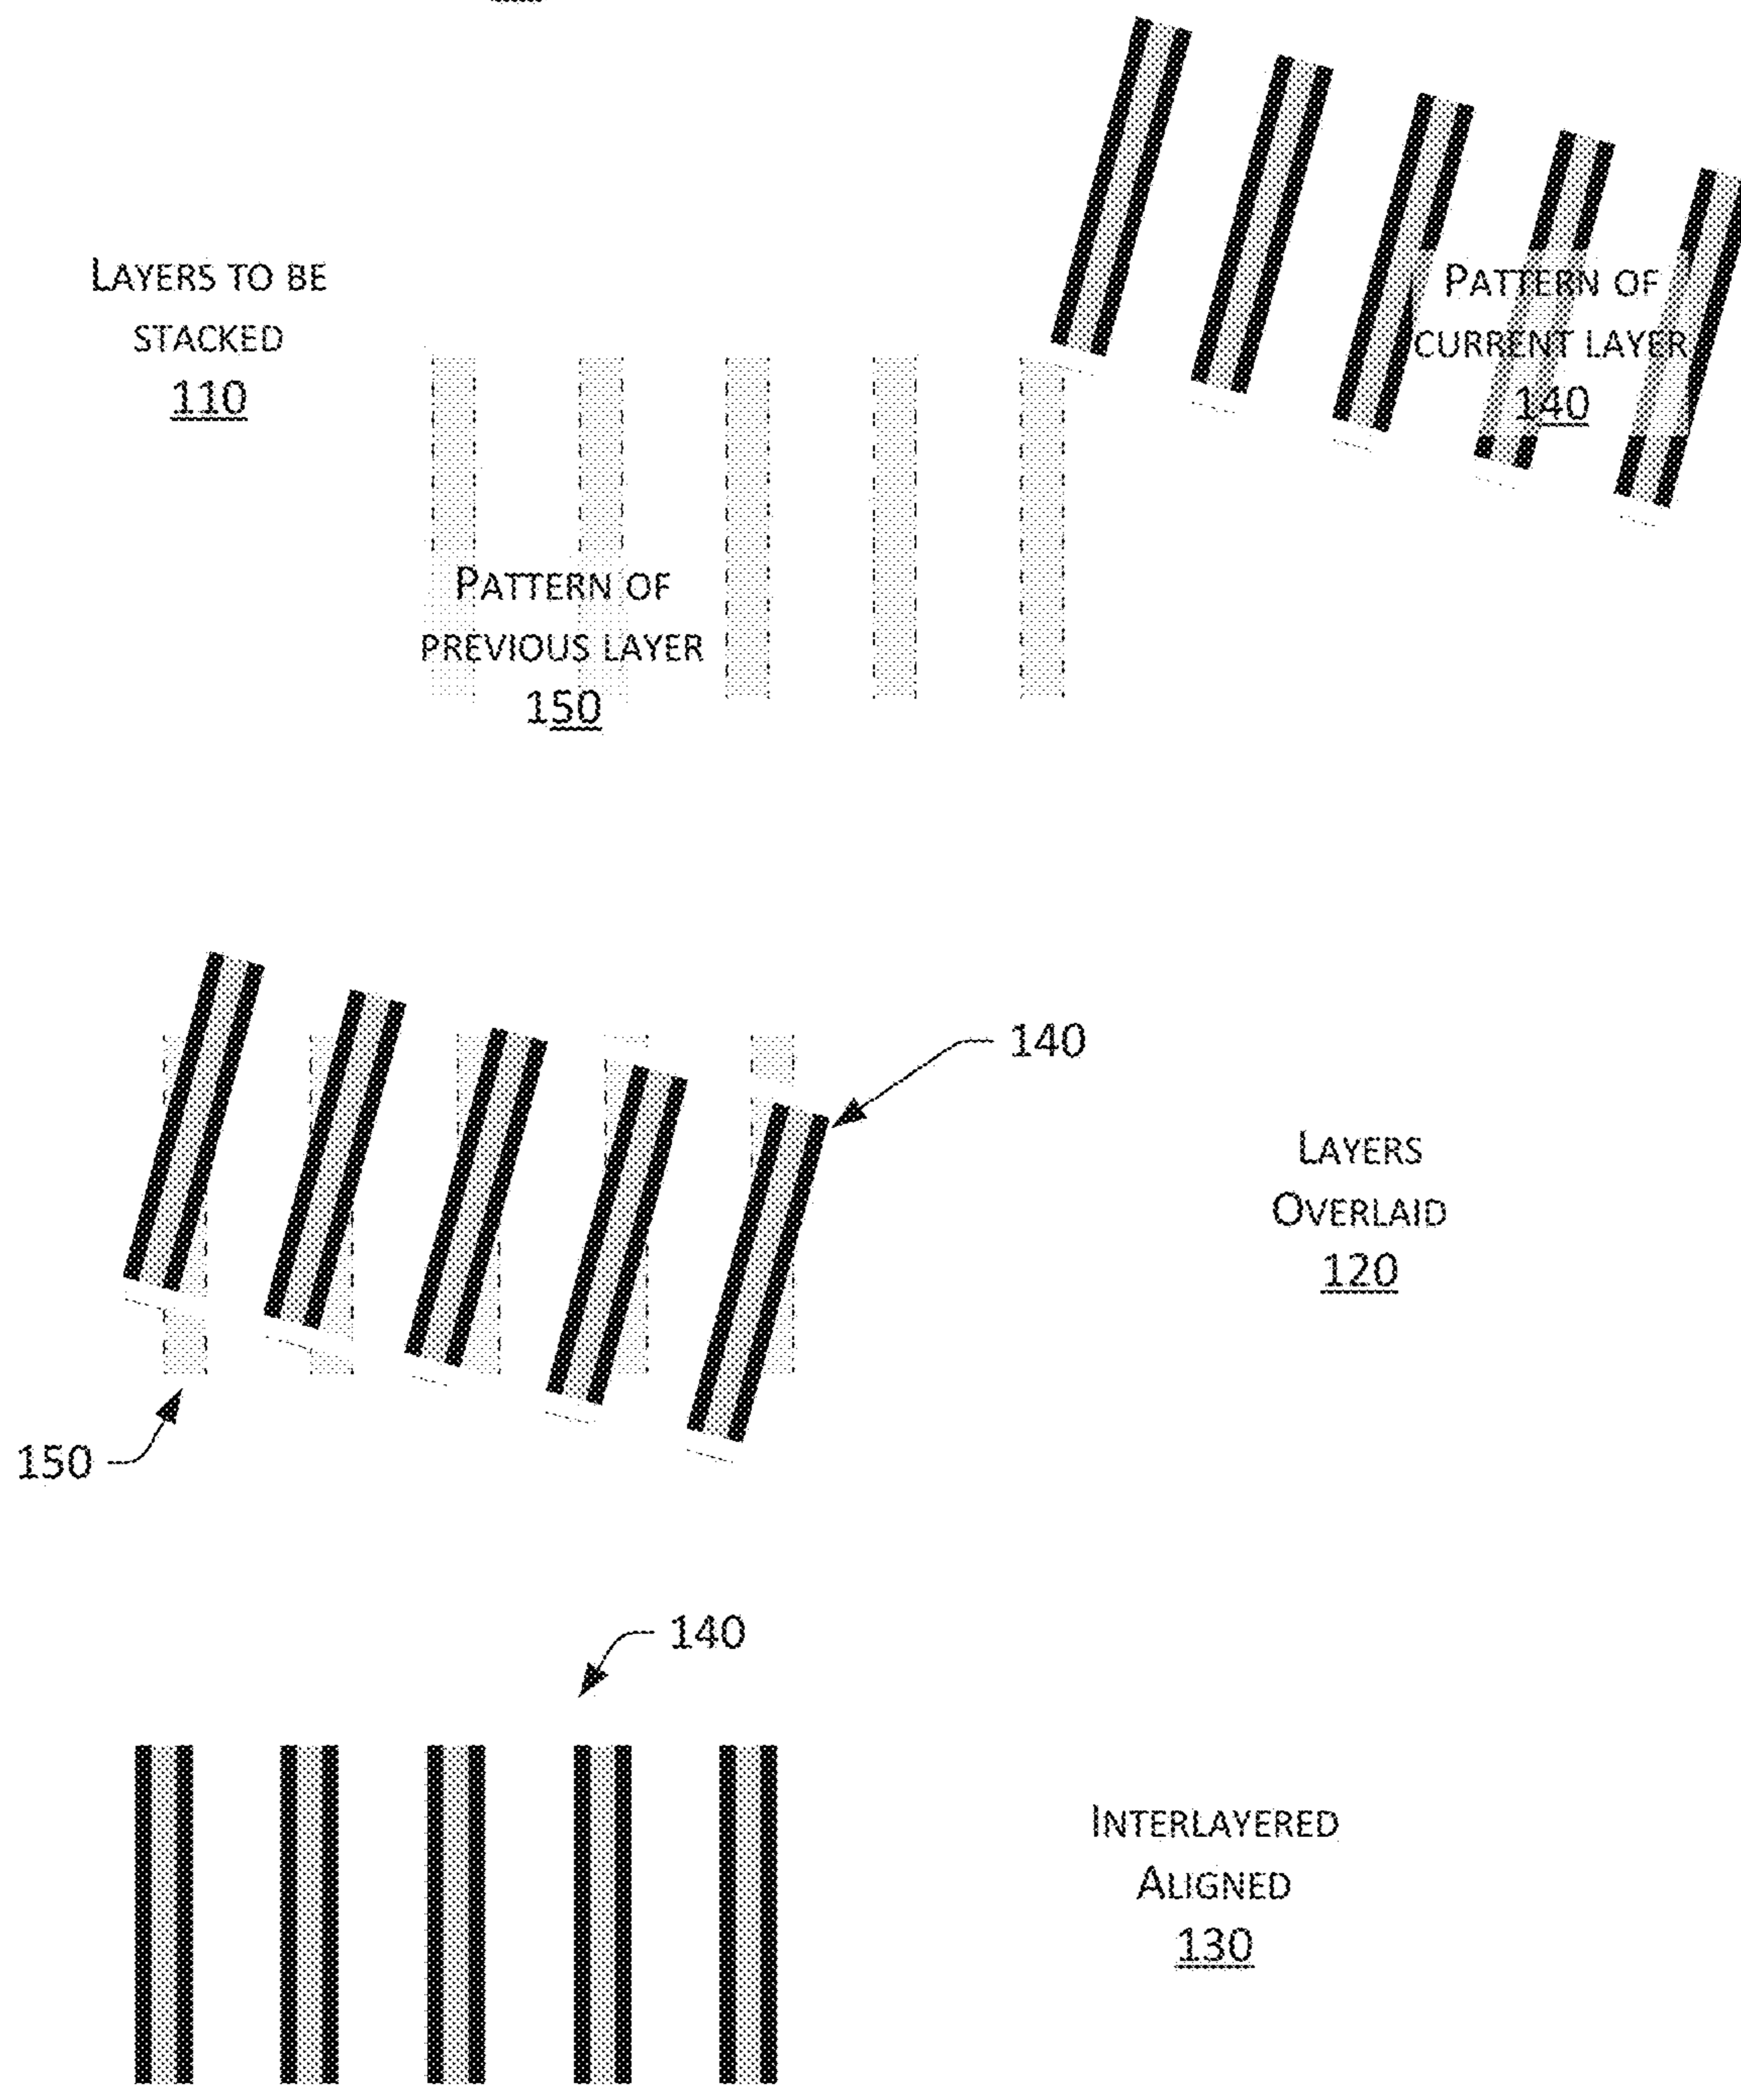 LAYERS TO BE
STACKED
110
PATTERN OF
CURRENT LAYER
140
PATTERN OF
PREVIOUS LAYER
150
140
LAYERS
OVERLAID
120
150
140
INTERLAYERED
ALIGNED
130